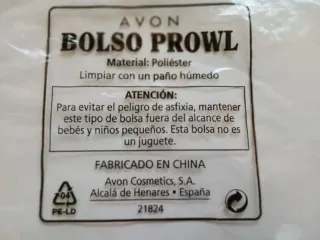 AVON
BOLSO PROWL
Material: Poliéster
Limpiar con un paño húmedo
ATENCIÓN:
Para evitar el peligro de asfixia, mantener
este tipo de bolsa fuera del alcance de
bebés y niños pequeños. Esta bolsa no es
un juguete.
FABRICADO EN CHINA
Avon Cosmetics, S.A.
Alcalá de Henares • España
21824
04
PE-LD